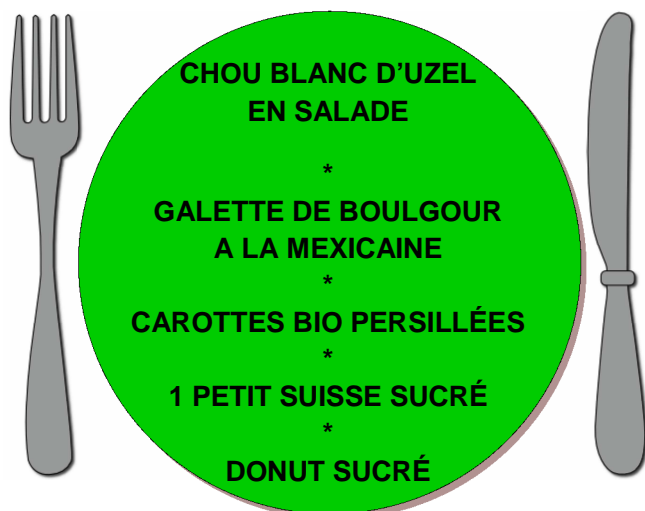 CHOU BLANC D’UZEL
EN SALADE
*
GALETTE DE BOULGOUR
A LA MEXICAINE
*
CAROTTES BIO PERSILLÉES
*
1 PETIT SUISSE SUCRÉ
*
DONUT SUCRÉ